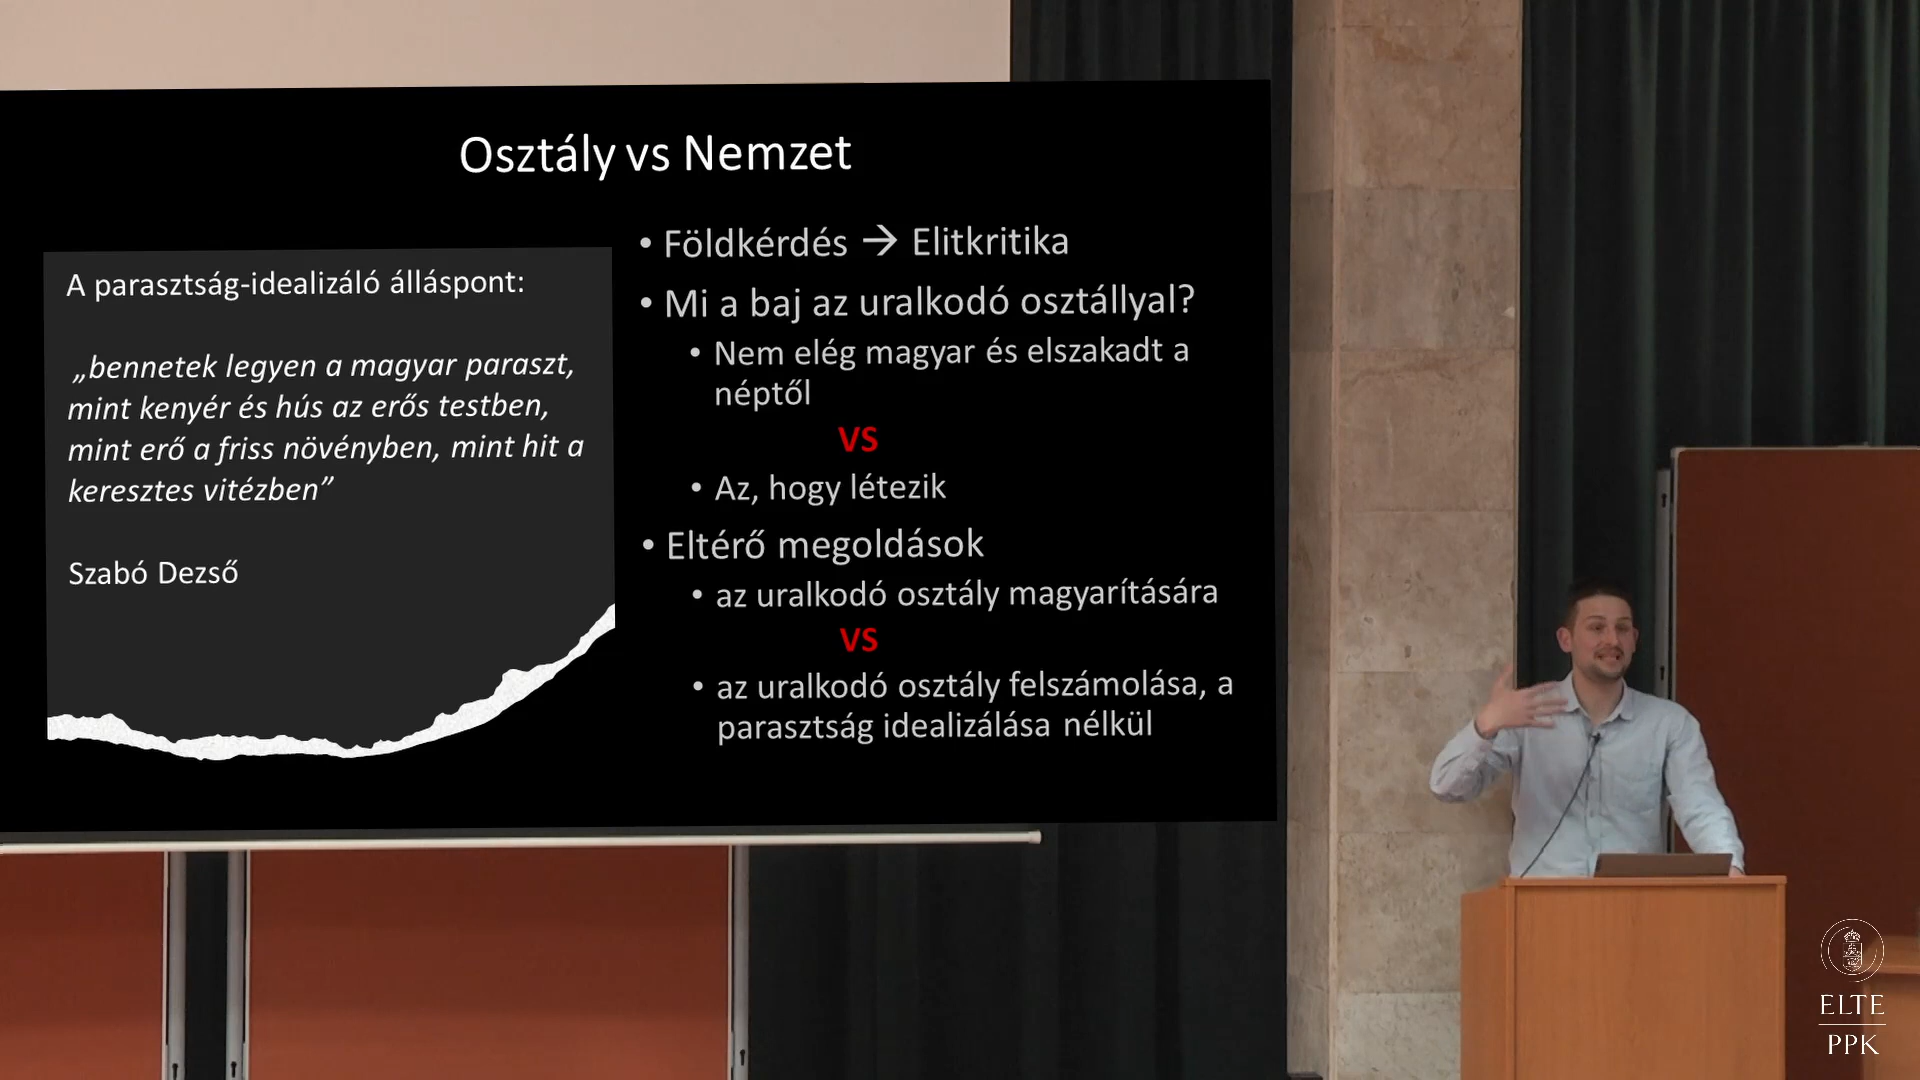 Osztály vs Nemzet
A parasztság-idealizáló álláspont:
„bennetek legyen a magyar paraszt,
mint kenyér és hús az erős testben,
mint erő a friss növényben, mint hit a
keresztes vitézben”
Szabó Dezső
• Földkérdés → Elitkritika
• Mi a baj az uralkodó osztállyal?
• Nem elég magyar és elszakadt a
néptől
VS
• Az, hogy létezik
• Eltérő megoldások
• az uralkodó osztály magyarítására
VS
• az uralkodó osztály felszámolása, a
parasztság idealizálása nélkül
ELTE
PPK